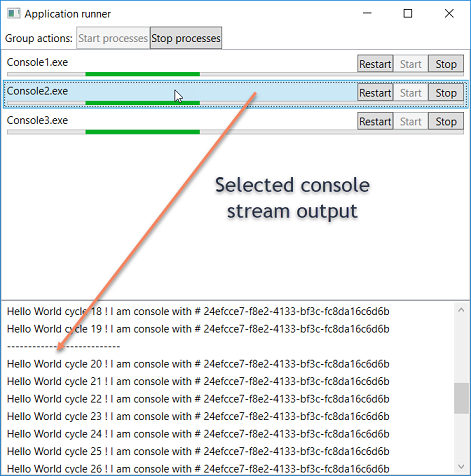 Application runner
Group actions: Start processes Stop processes
Console1.exe Restart Start Stop
Console2.exe Restart Start Stop
Console3.exe Restart Start Stop
Selected console
stream output
Hello World cycle 18 ! I am console with # 24efcce7-f8e2-4133-bf3c-fc8da16c6d6b
Hello World cycle 19 ! I am console with # 24efcce7-f8e2-4133-bf3c-fc8da16c6d6b
---------------------------
Hello World cycle 20 ! I am console with # 24efcce7-f8e2-4133-bf3c-fc8da16c6d6b
Hello World cycle 21 ! I am console with # 24efcce7-f8e2-4133-bf3c-fc8da16c6d6b
Hello World cycle 22 ! I am console with # 24efcce7-f8e2-4133-bf3c-fc8da16c6d6b
Hello World cycle 23 ! I am console with # 24efcce7-f8e2-4133-bf3c-fc8da16c6d6b
Hello World cycle 24 ! I am console with # 24efcce7-f8e2-4133-bf3c-fc8da16c6d6b
Hello World cycle 25 ! I am console with # 24efcce7-f8e2-4133-bf3c-fc8da16c6d6b
Hello World cycle 26 ! I am console with # 24efcce7-f8e2-4133-bf3c-fc8da16c6d6b